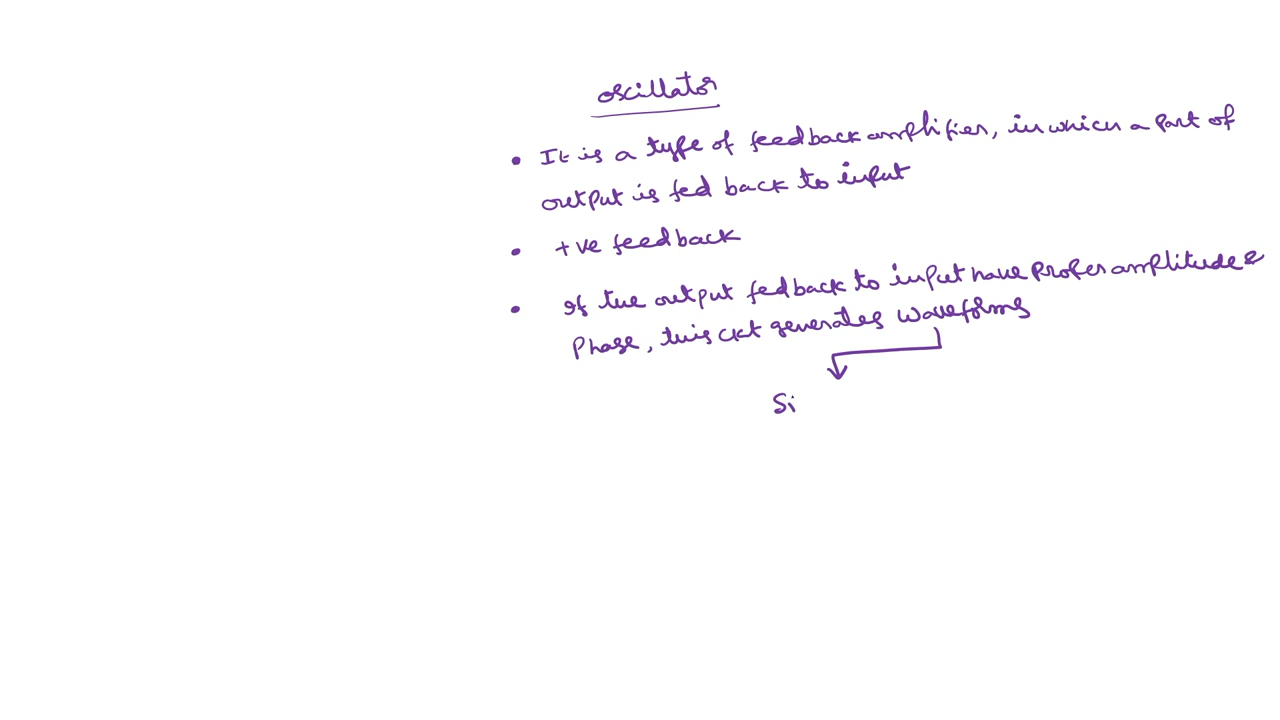 oscillator
• It is a type of feedback amplifier, in which a part of
output is fed back to input
• +ve feedback
• If the output fedback to input have proper amplitude &
Phase, this ckt generates waveforms
Si